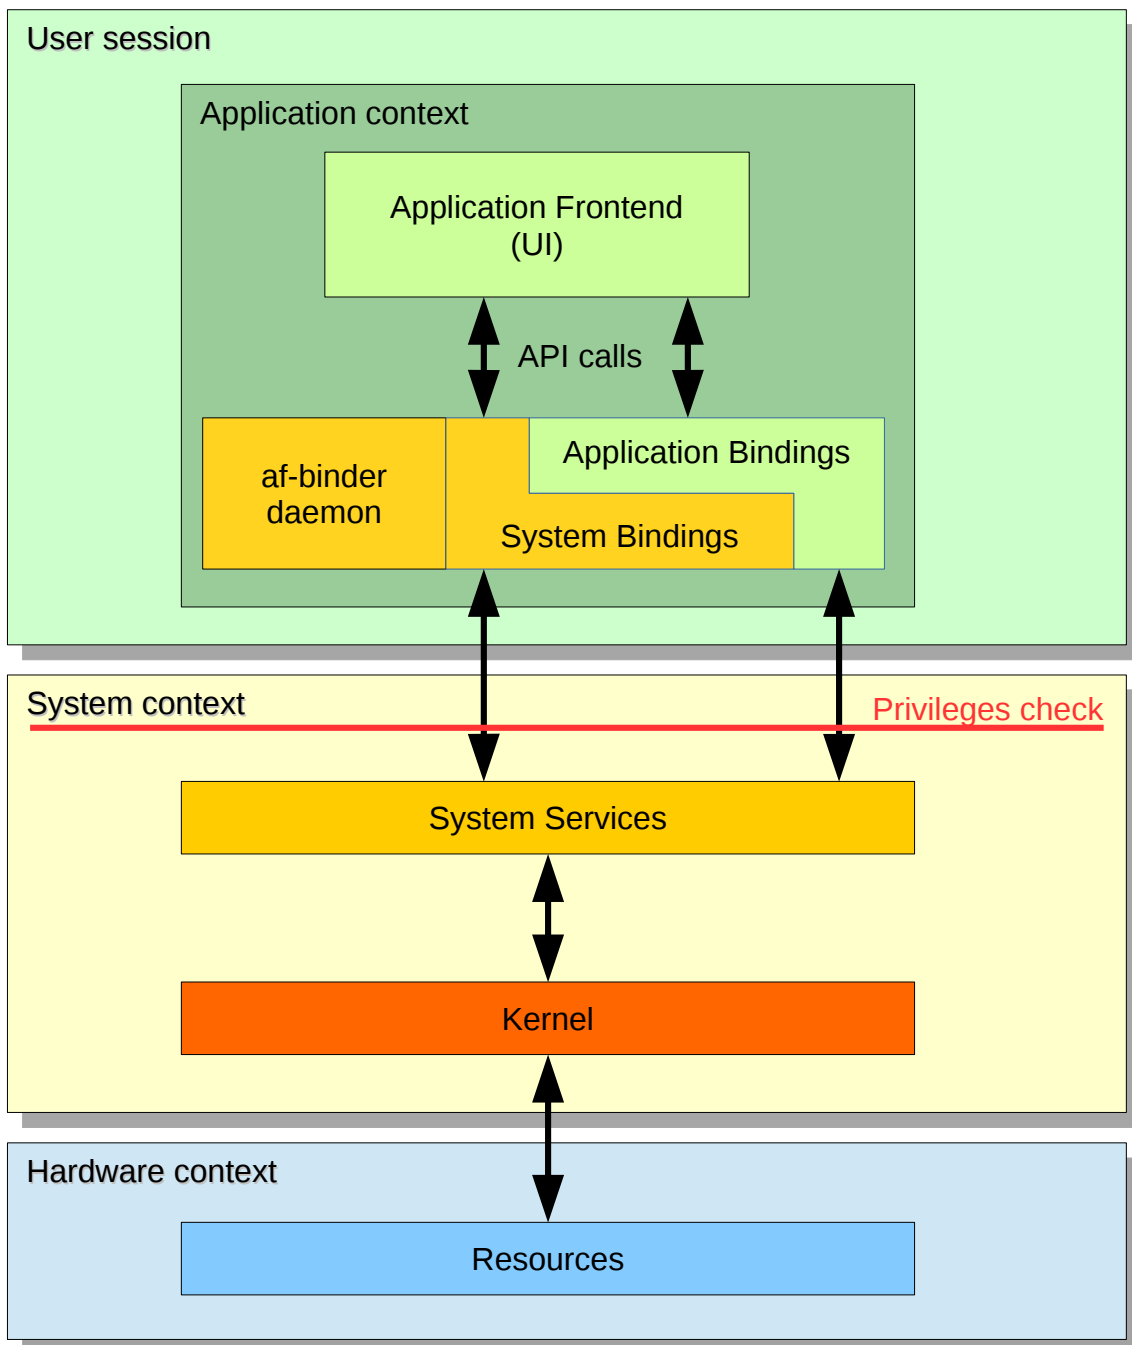 User session
Application context
Application Frontend
(UI)
API calls
af-binder
daemon
Application Bindings
System Bindings
System context
Privileges check
System Services
Kernel
Hardware context
Resources